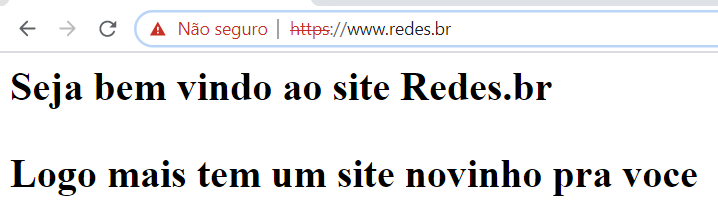 Não seguro | https://www.redes.br
Seja bem vindo ao site Redes.br
Logo mais tem um site novinho pra voce